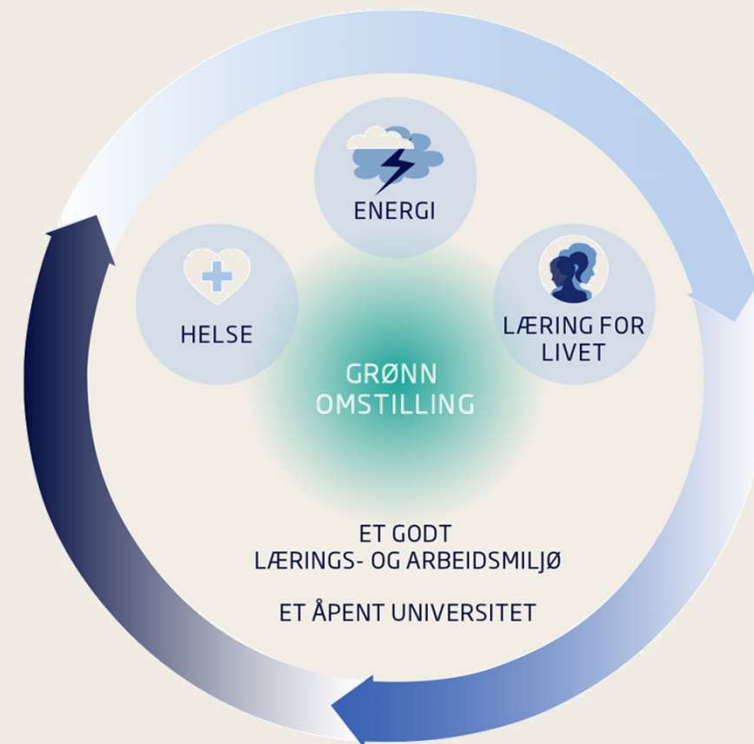 ENERGI
HELSE
LÆRING FOR
LIVET
GRØNN
OMSTILLING
ET GODT
LÆRINGS- OG ARBEIDSMILJØ
ET ÅPENT UNIVERSITET